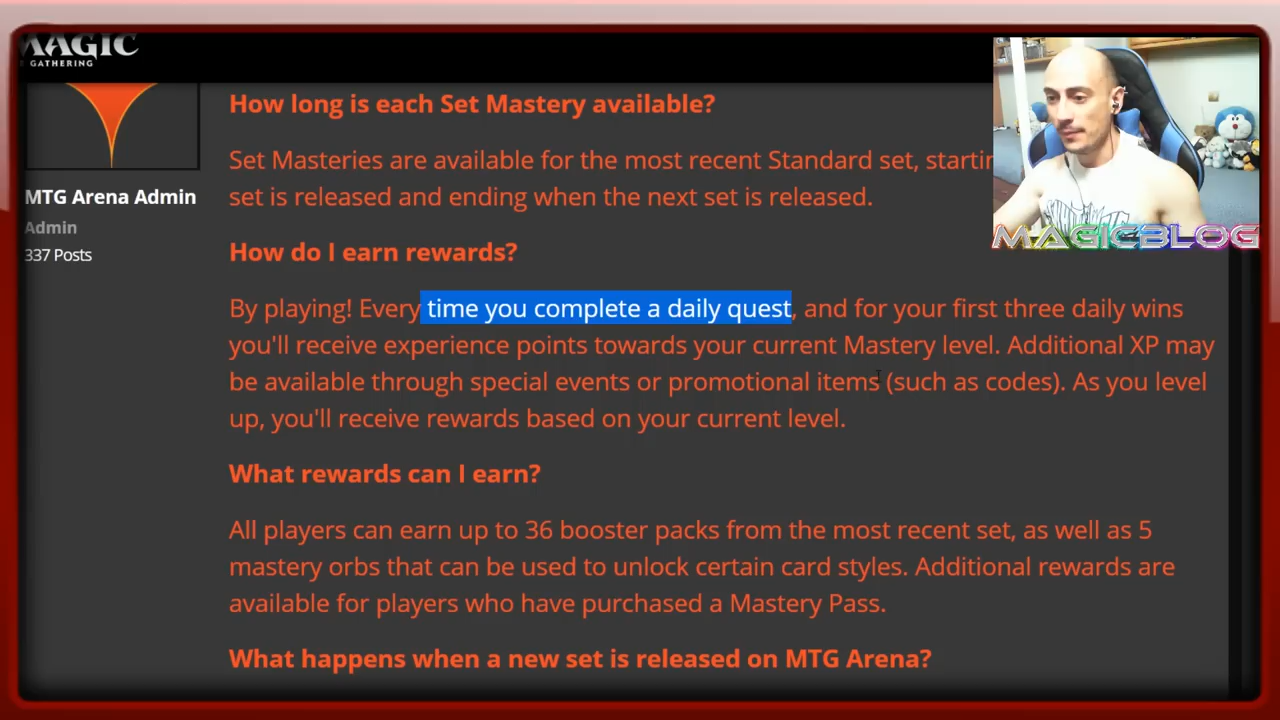 MAGIC
GATHERING
MTG Arena Admin
Admin
337 Posts
How long is each Set Mastery available?
Set Masteries are available for the most recent Standard set, startin
set is released and ending when the next set is released.
How do I earn rewards?
By playing! Every time you complete a daily quest, and for your first three daily wins
you'll receive experience points towards your current Mastery level. Additional XP may
be available through special events or promotional items (such as codes). As you level
up, you'll receive rewards based on your current level.
What rewards can I earn?
All players can earn up to 36 booster packs from the most recent set, as well as 5
mastery orbs that can be used to unlock certain card styles. Additional rewards are
available for players who have purchased a Mastery Pass.
What happens when a new set is released on MTG Arena?
MAGICBLOG